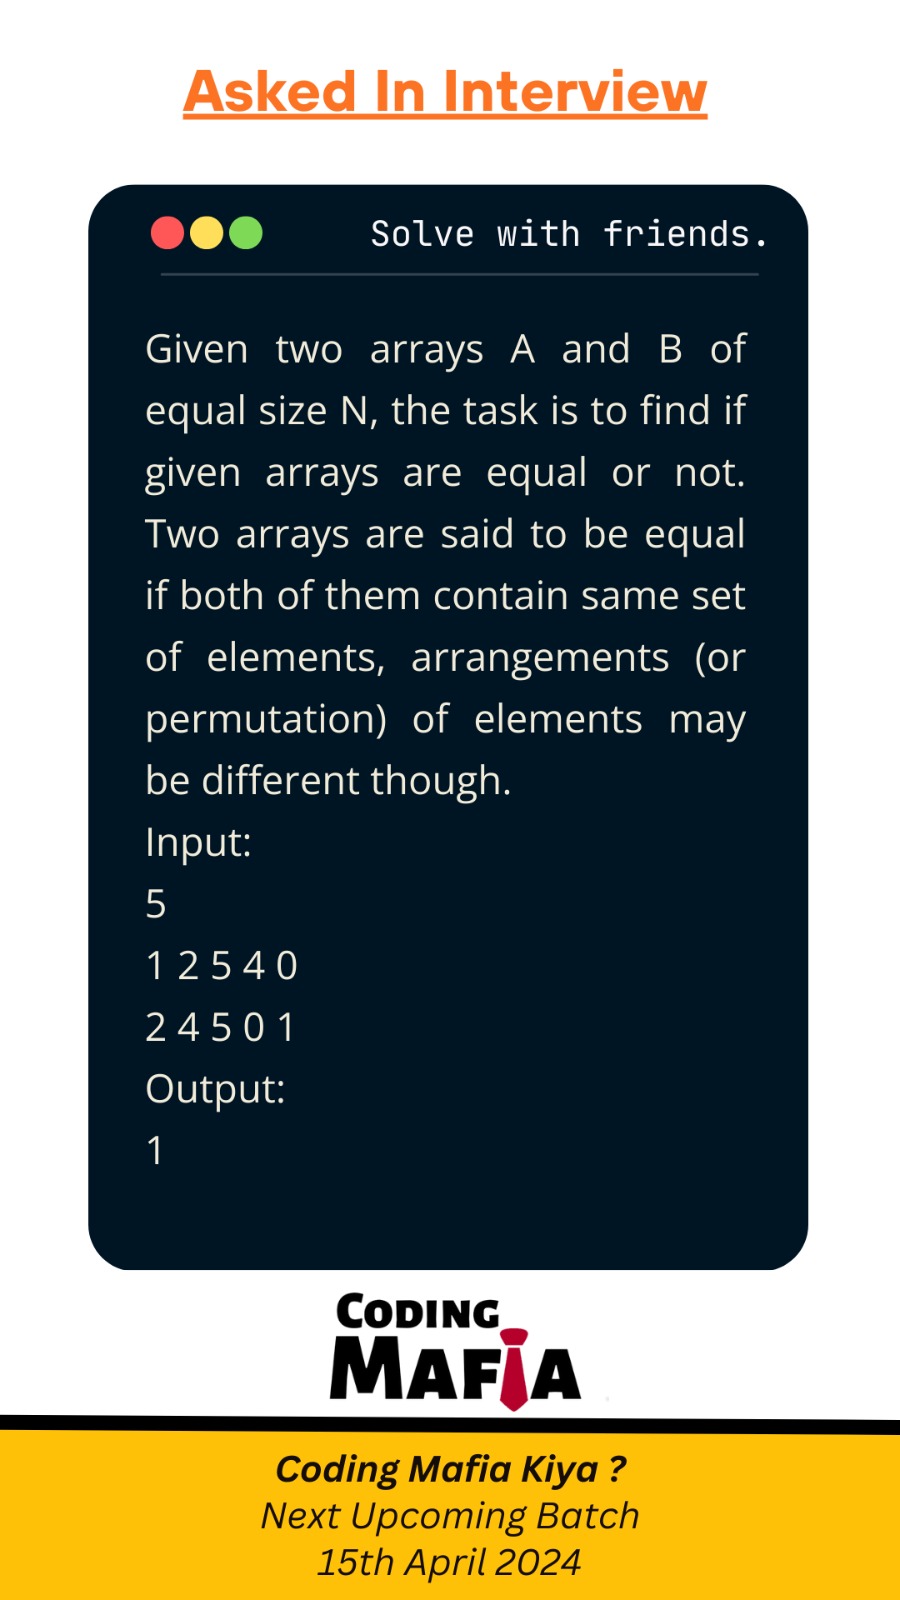 Asked In Interview
Solve with friends.
Given two arrays A and B of
equal size N, the task is to find if
given arrays are equal or not.
Two arrays are said to be equal
if both of them contain same set
of elements, arrangements (or
permutation) of elements may
be different though.
Input:
5
1 2 5 4 0
2 4 5 0 1
Output:
1
CODING
MAFIA
Coding Mafia Kiya ?
Next Upcoming Batch
15th April 2024